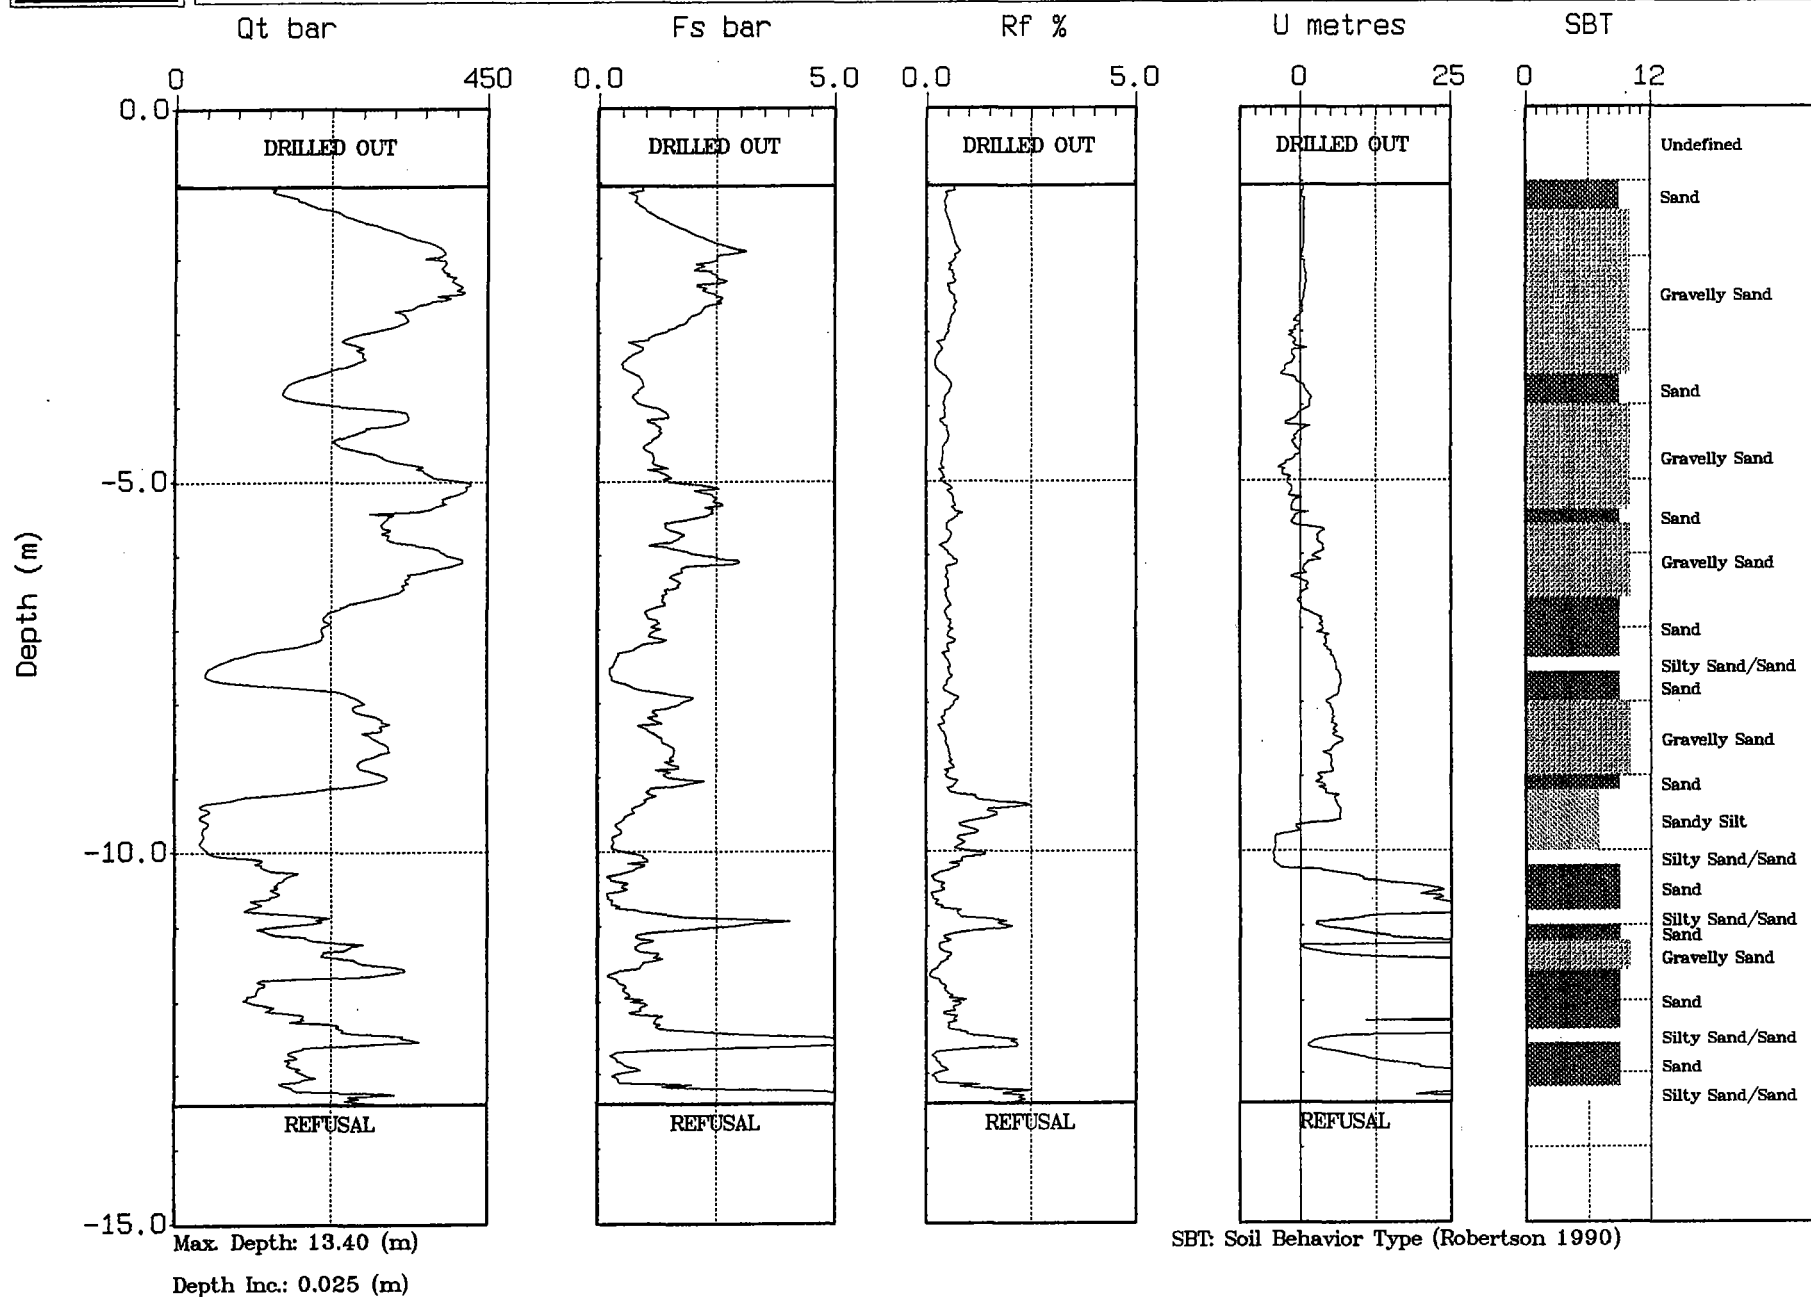 Qt bar Fs bar Rf % U metres SBT
0 450 0.0 5.0 0.0 5.0 0 25 0 12
0.0
DRILLED OUT DRILLED OUT DRILLED OUT DRILLED OUT Undefined
Sand
Gravelly Sand
Sand
Gravelly Sand
-5.0
Sand
Gravelly Sand
Depth (m)
Sand
Silty Sand/Sand
Sand
Gravelly Sand
Sand
Sandy Silt
-10.0
Silty Sand/Sand
Sand
Silty Sand/Sand
Sand
Gravelly Sand
Sand
Silty Sand/Sand
Sand
Silty Sand/Sand
REFUSAL REFUSAL REFUSAL REFUSAL
-15.0
Max. Depth: 13.40 (m)
SBT: Soil Behavior Type (Robertson 1990)
Depth Inc.: 0.025 (m)